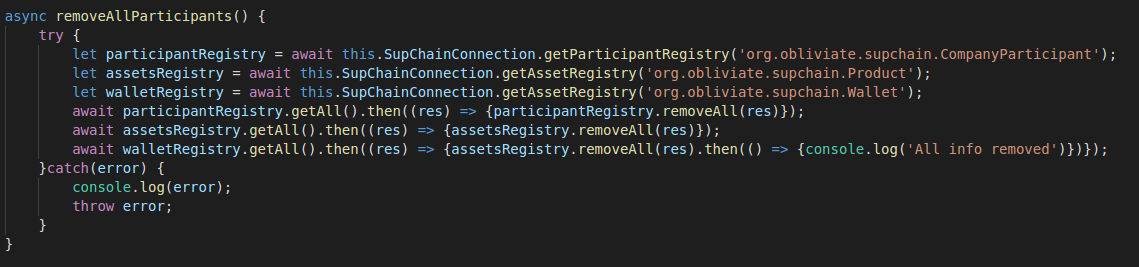 async removeAllParticipants() {
    try {
        let participantRegistry = await this.SupChainConnection.getParticipantRegistry('org.obliviate.supchain.CompanyParticipant');
        let assetsRegistry = await this.SupChainConnection.getAssetRegistry('org.obliviate.supchain.Product');
        let walletRegistry = await this.SupChainConnection.getAssetRegistry('org.obliviate.supchain.Wallet');
        await participantRegistry.getAll().then((res) => {participantRegistry.removeAll(res)});
        await assetsRegistry.getAll().then((res) => {assetsRegistry.removeAll(res)});
        await walletRegistry.getAll().then((res) => {assetsRegistry.removeAll(res).then(() => {console.log('All info removed')})});
    }catch(error) {
        console.log(error);
        throw error;
    }
}